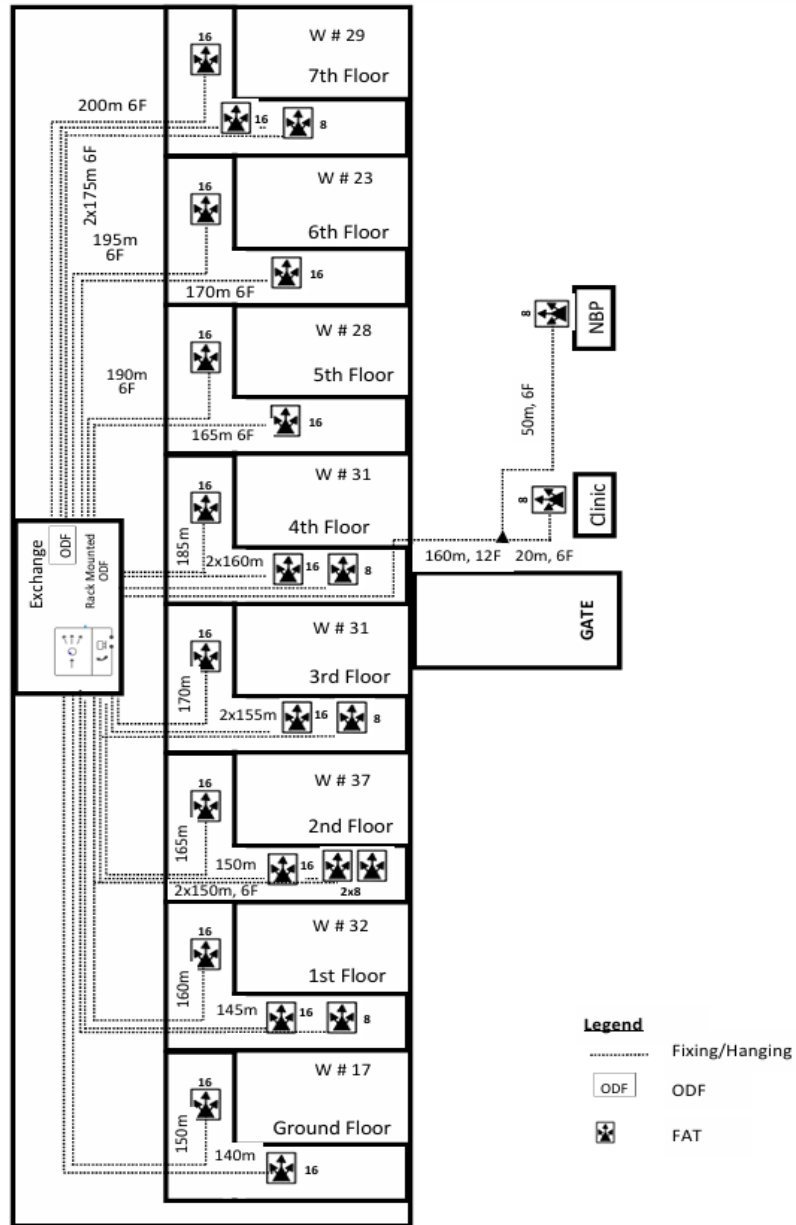 16
W # 29
7th Floor
200m 6F
16
8
2x175m 6F
16
W # 23
6th Floor
195m
6F
16
170m 6F
16
W # 28
5th Floor
190m
6F
16
165m 6F
8
NBP
50m, 6F
16
W # 31
4th Floor
185m
2x160m
16
8
8
Clinic
160m, 12F
20m, 6F
Exchange
ODF
Rack Mounted
ODF
GATE
16
W # 31
3rd Floor
170m
2x155m
16
8
16
W # 37
2nd Floor
165m
150m
16
2x150m, 6F
2x8
16
W # 32
1st Floor
160m
145m
16
8
16
W # 17
Ground Floor
150m
140m
16
Legend
Fixing/Hanging
ODF
ODF
FAT